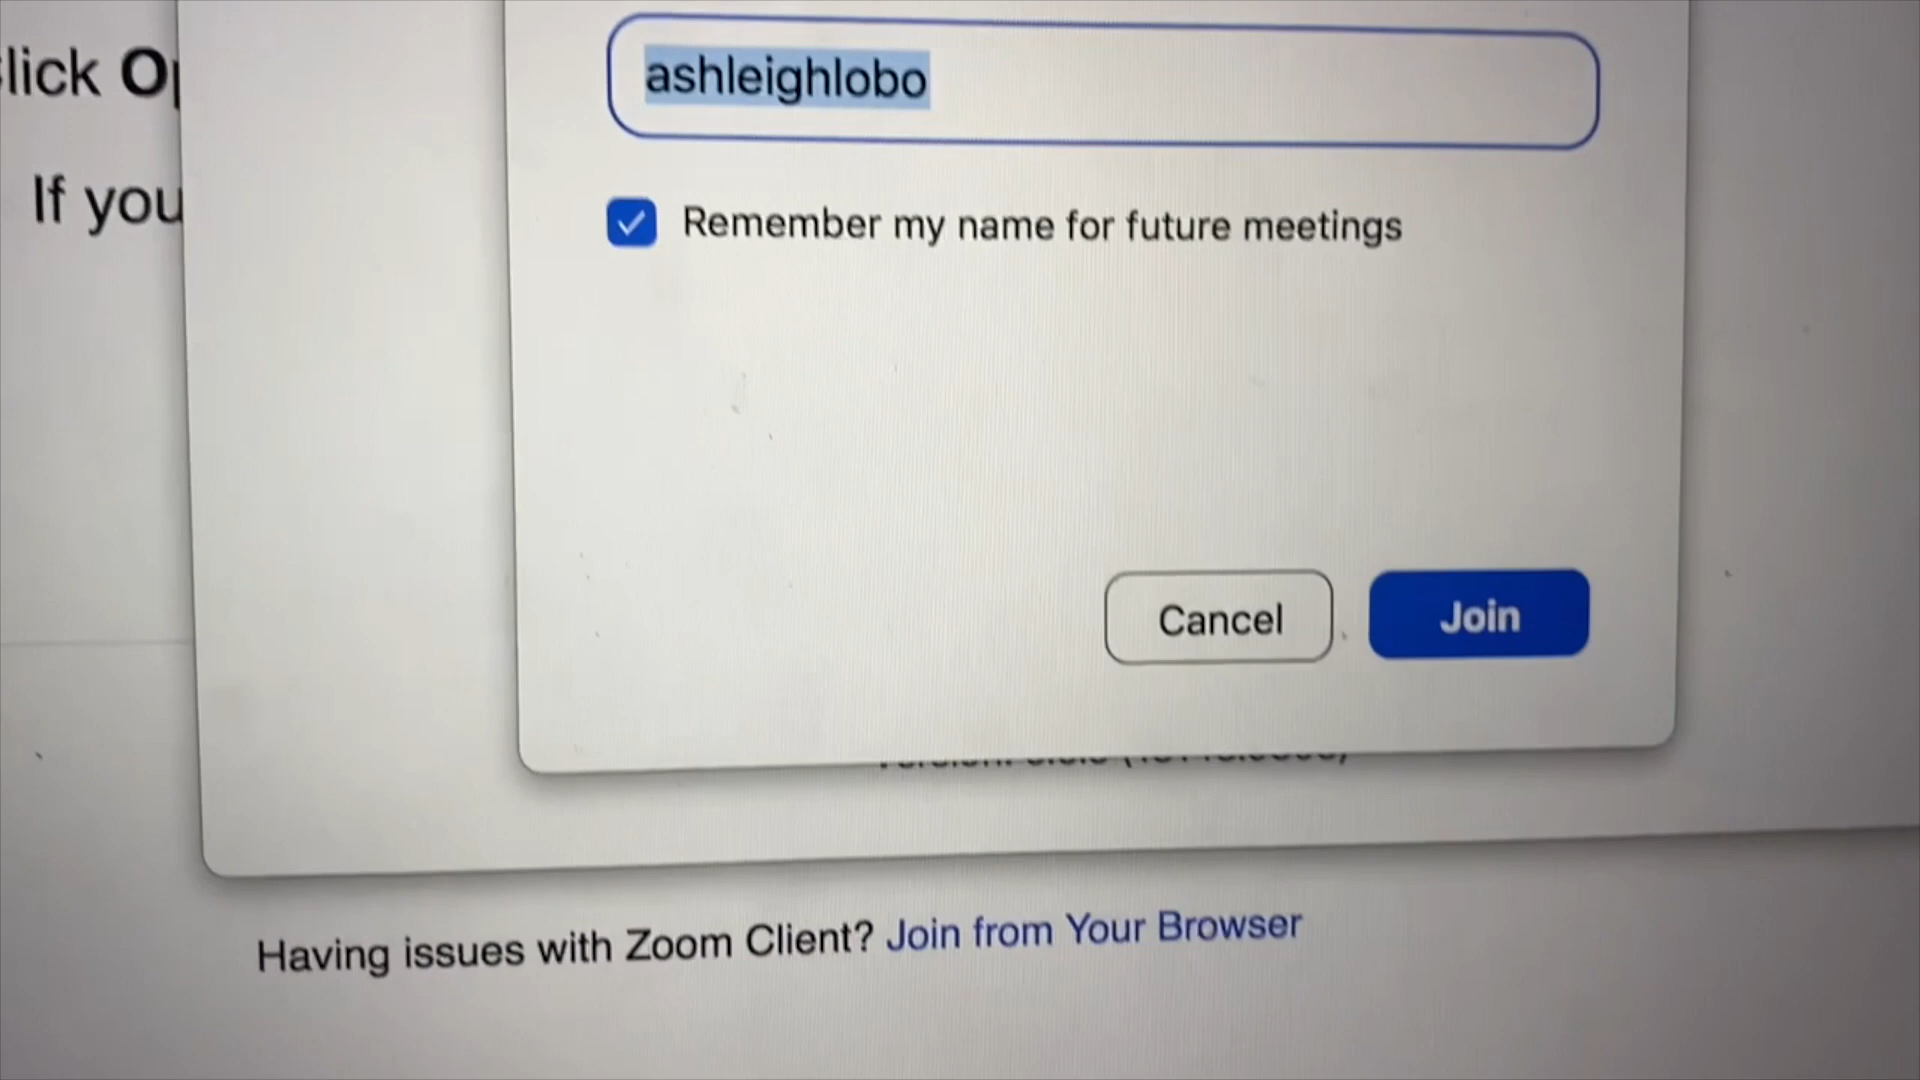 ashleighlobo
lick
If you
Remember my name for future meetings
Cancel
Join
Having issues with Zoom Client? Join from Your Browser